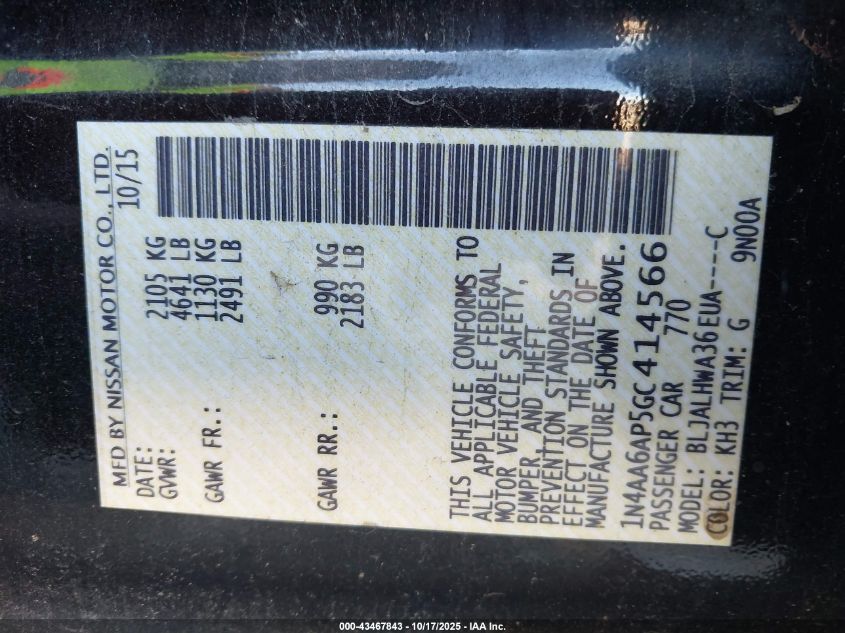 MFD BY NISSAN MOTOR CO., LTD.
DATE: 10/15
GVWR: 2105 KG
4641 LB
GAWR FR.: 1130 KG
2491 LB
GAWR RR.: 990 KG
2183 LB
THIS VEHICLE CONFORMS TO
ALL APPLICABLE FEDERAL
MOTOR VEHICLE SAFETY,
BUMPER AND THEFT
PREVENTION STANDARDS IN
EFFECT ON THE DATE OF
MANUFACTURE SHOWN ABOVE.
1N4AA6AP5GC414566
PASSENGER CAR 770
MODEL: BLJALHWA36EUA----C
COLOR: KH3 TRIM: G 9N00A
000-43467843 - 10/17/2025 - IAA Inc.